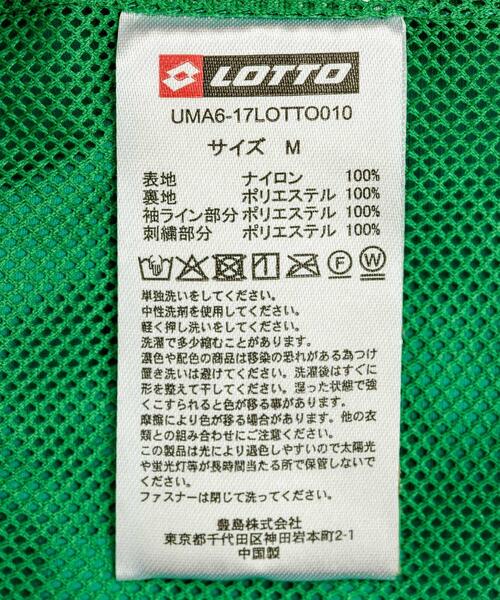 LOTTO
UMA6-17LOTTO010
サイズ M
表地 ナイロン 100%
裏地 ポリエステル 100%
袖ライン部分 ポリエステル 100%
刺繍部分 ポリエステル 100%
F W
単独洗いをしてください。
中性洗剤を使用してください。
軽く押し洗いをしてください。
洗濯で多少縮むことがあります。
濃色や配色の商品は移染の恐れがある為つけ
置き洗いは避けてください。洗濯後はすぐに
形を整えて干してください。湿った状態で強
くこすられると色が移る事があります。
摩擦により色が移る場合があります。他の衣
類との組み合わせにご注意ください。
この製品は光により退色しやすいので太陽光
や蛍光灯等が長時間当たる所で保管しないで
ください。
ファスナーは閉じて洗ってください。
豊島株式会社
東京都千代田区神田岩本町2-1
中国製